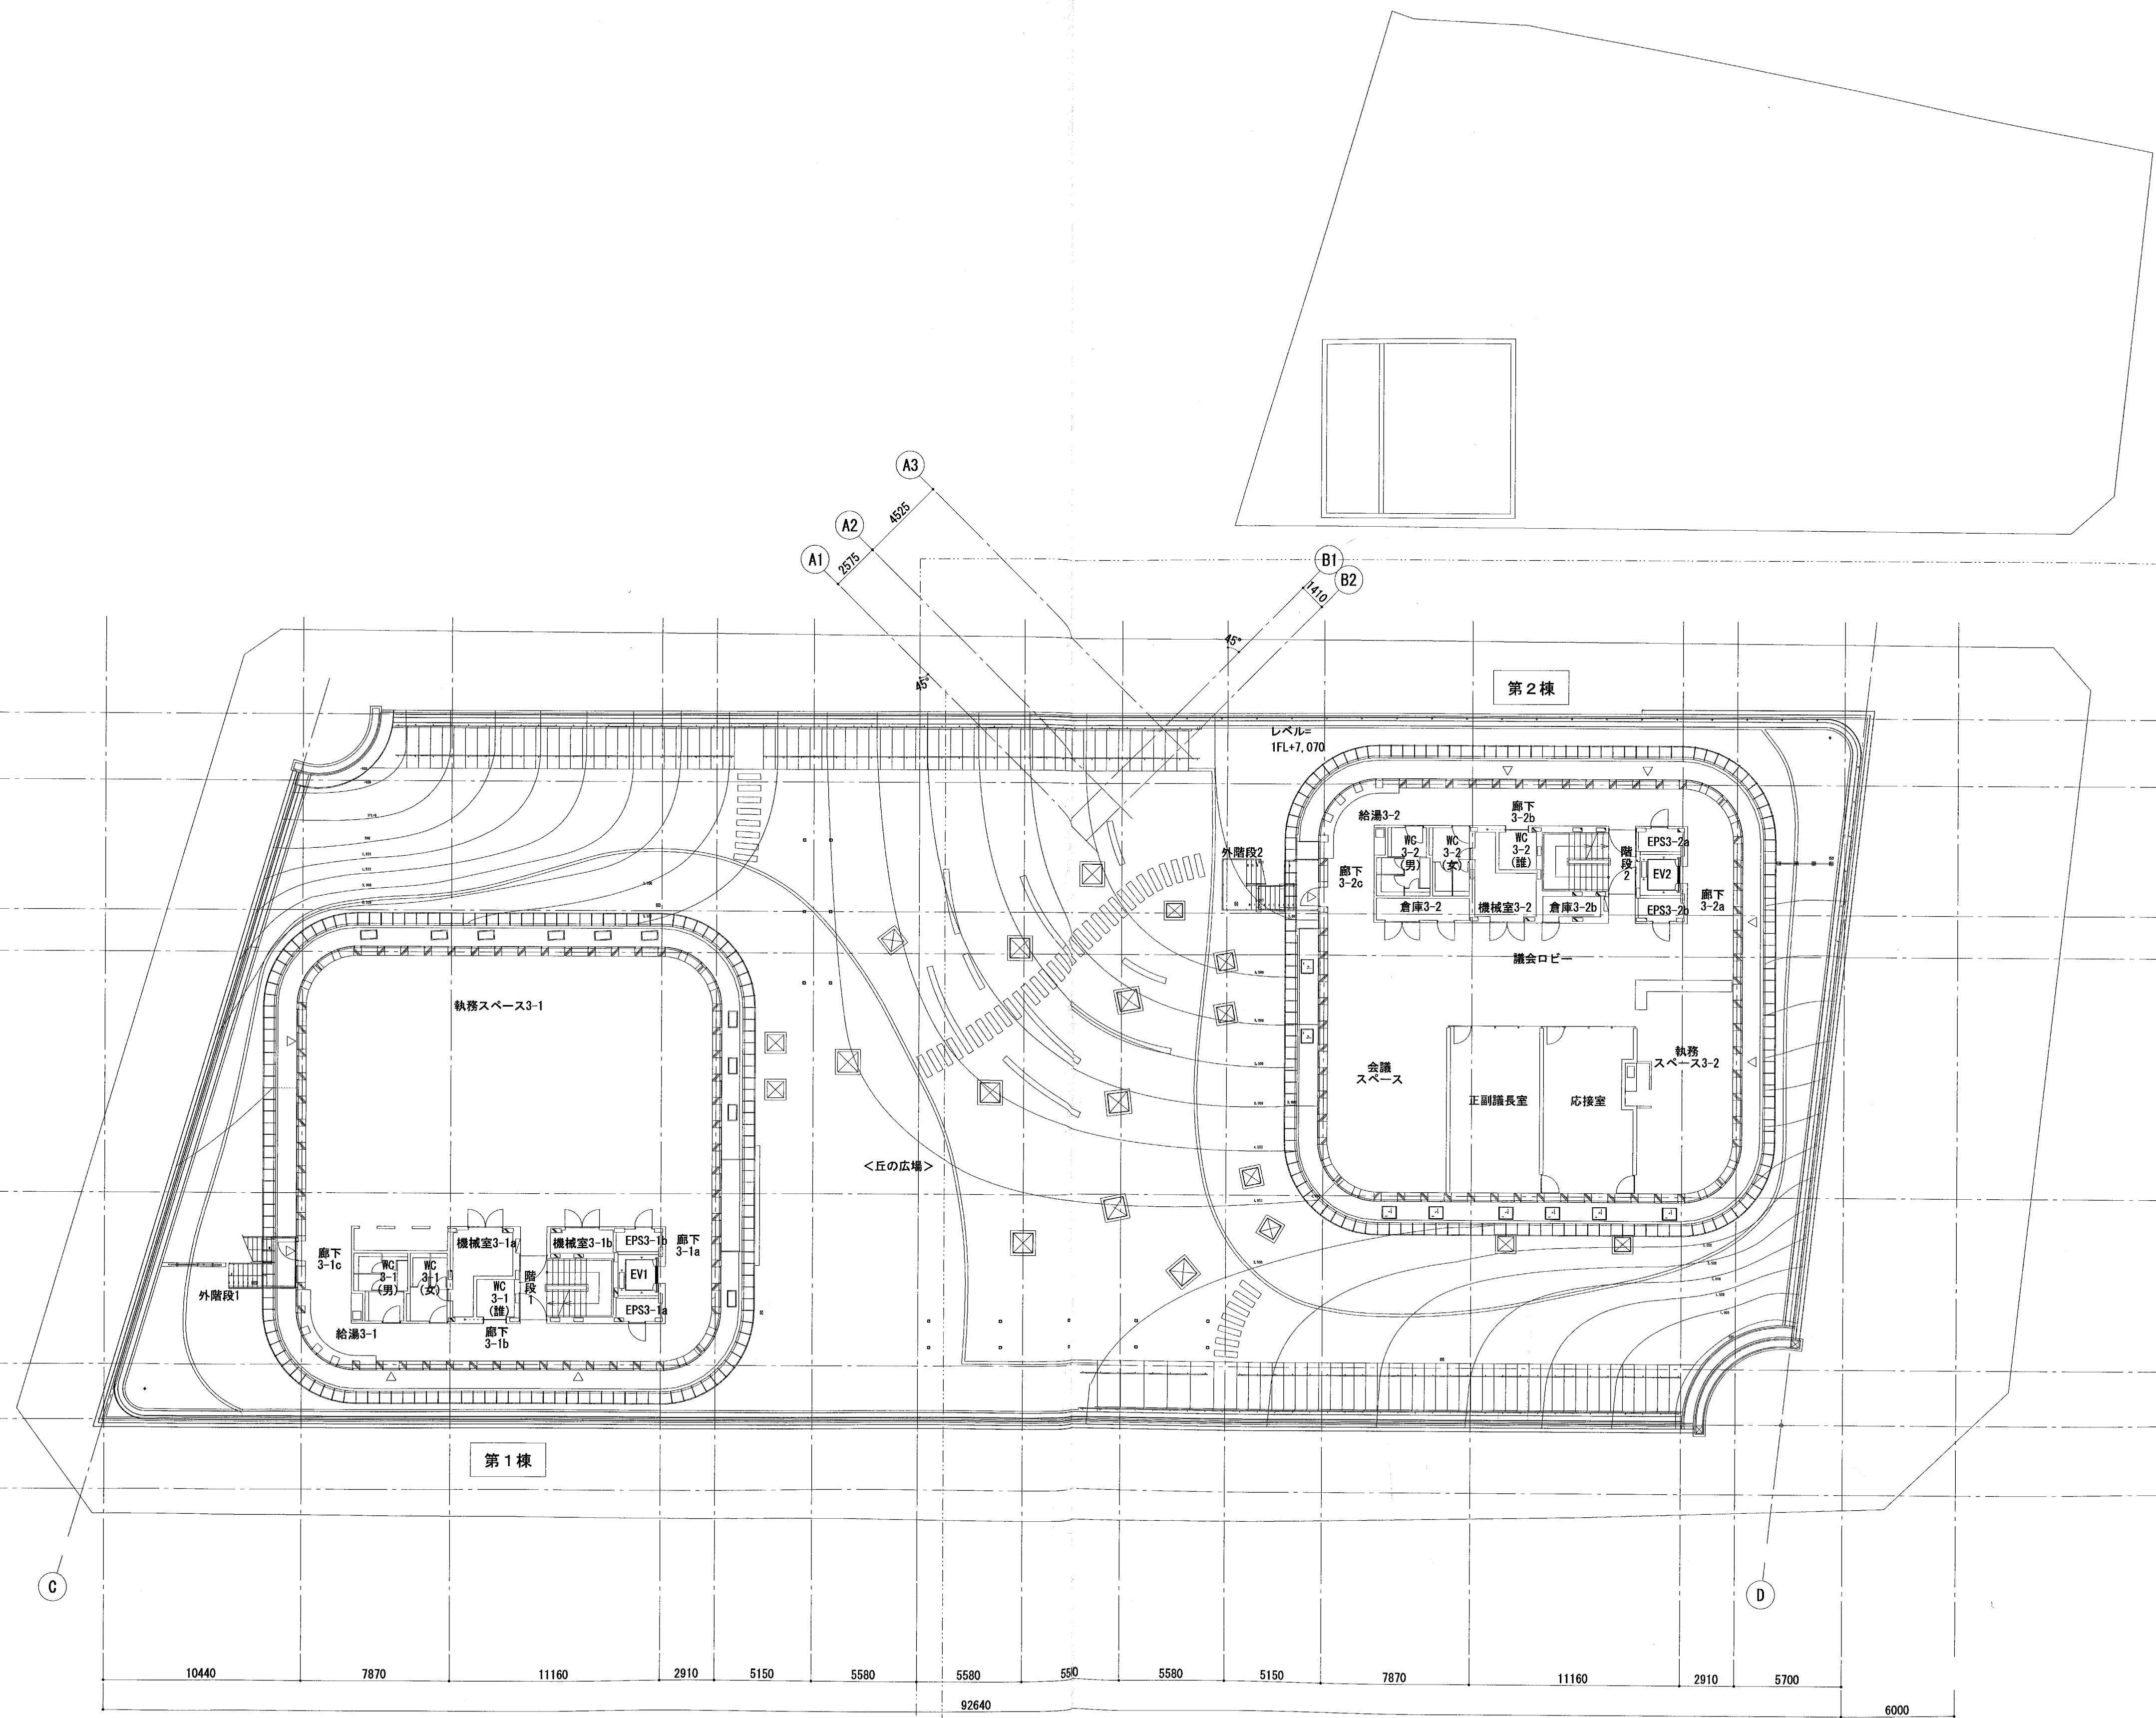 A3
4525
A2
2575
A1
B1
B2
1410
45°
45°
第2棟
レベル=
1FL+7,070
給湯3-2
廊下
3-2b
WC
3-2
(男)
WC
3-2
(女)
WC
3-2
(誰)
階段2
EPS3-2a
EV2
EPS3-2b
外階段2
廊下
3-2c
廊下
3-2a
倉庫3-2
機械室3-2
倉庫3-2b
議会ロビー
執務スペース3-1
執務
スペース3-2
会議
スペース
正副議長室
応接室
<丘の広場>
機械室3-1a
機械室3-1b
EPS3-1b
廊下
3-1a
廊下
3-1c
WC
3-1
(男)
WC
3-1
(女)
WC
3-1
(誰)
階段1
EV1
EPS3-1a
外階段1
給湯3-1
廊下
3-1b
第1棟
C
D
10440
7870
11160
2910
5150
5580
5580
5580
5150
7870
11160
2910
5700
92640
6000